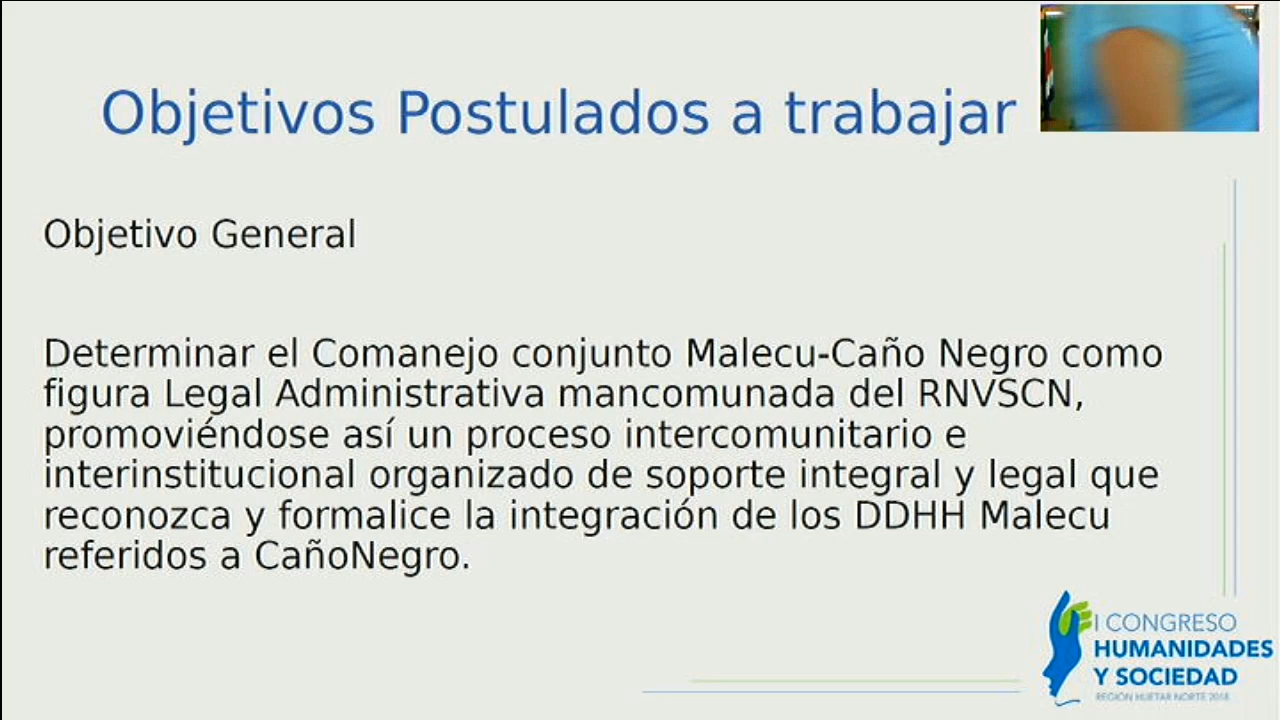 Objetivos Postulados a trabajar
Objetivo General
Determinar el Comanejo conjunto Malecu-Caño Negro como
figura Legal Administrativa mancomunada del RNVSCN,
promoviéndose así un proceso intercomunitario e
interinstitucional organizado de soporte integral y legal que
reconozca y formalice la integración de los DDHH Malecu
referidos a CañoNegro.
I CONGRESO
HUMANIDADES
Y SOCIEDAD
REGIÓN HUETAR NORTE 2018